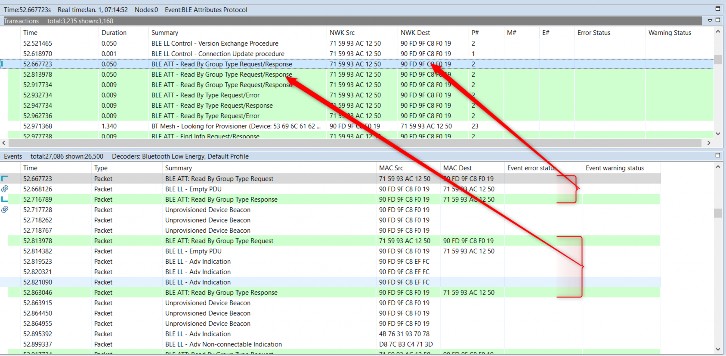 Time:52.667723s Real time:Jan. 1, 07:14:52 Nodes:0 Event:BLE Attributes Protocol
Transactions total:3,235 shown:3,168
Time Duration Summary NWK Src NWK Dest P# M# E# Error Status Warning Status
52.521465 0.050 BLE LL Control - Version Exchange Procedure 71 59 93 AC 12 50 90 FD 9F C8 F0 19 2
52.618970 0.001 BLE LL Control - Connection Update procedure 71 59 93 AC 12 50 90 FD 9F C8 F0 19 1
52.667723 0.050 BLE ATT - Read By Group Type Request/Response 71 59 93 AC 12 50 90 FD 9F C8 F0 19 2
52.813978 0.050 BLE ATT - Read By Group Type Request/Response 71 59 93 AC 12 50 90 FD 9F C8 F0 19 2
52.917734 0.009 BLE ATT - Read By Group Type Request/Response 71 59 93 AC 12 50 90 FD 9F C8 F0 19 2
52.932734 0.009 BLE ATT - Read By Type Request/Error 71 59 93 AC 12 50 90 FD 9F C8 F0 19 2
52.947734 0.009 BLE ATT - Read By Type Request/Response 71 59 93 AC 12 50 90 FD 9F C8 F0 19 2
52.962736 0.009 BLE ATT - Read By Type Request/Error 71 59 93 AC 12 50 90 FD 9F C8 F0 19 2
52.971368 1.340 BT Mesh - Looking for Provisioner (Device: 53 69 6C 61 62 ... 90 FD 9F C8 F0 19 90 FD 9F C8 F0 19 23
52.977738 0.009 BLE ATT - Find Info Request/Response 71 59 93 AC 12 50 90 FD 9F C8 F0 19 2
Events total:27,086 shown:26,500 Decoders: Bluetooth Low Energy, Default Profile
Time Type Summary MAC Src MAC Dest Event error status Event warning status
52.667723 Packet BLE ATT: Read By Group Type Request 71 59 93 AC 12 50 90 FD 9F C8 F0 19
52.668126 Packet BLE LL - Empty PDU 90 FD 9F C8 F0 19 71 59 93 AC 12 50
52.716789 Packet BLE ATT: Read By Group Type Response 90 FD 9F C8 F0 19 71 59 93 AC 12 50
52.717728 Packet Unprovisioned Device Beacon 90 FD 9F C8 F0 19
52.718262 Packet Unprovisioned Device Beacon 90 FD 9F C8 F0 19
52.718767 Packet Unprovisioned Device Beacon 90 FD 9F C8 F0 19
52.813978 Packet BLE ATT: Read By Group Type Request 71 59 93 AC 12 50 90 FD 9F C8 F0 19
52.814382 Packet BLE LL - Empty PDU 90 FD 9F C8 F0 19 71 59 93 AC 12 50
52.819523 Packet BLE LL - Adv Indication 90 FD 9F C8 EF FC
52.820321 Packet BLE LL - Adv Indication 90 FD 9F C8 EF FC
52.821090 Packet BLE LL - Adv Indication 90 FD 9F C8 EF FC
52.863046 Packet BLE ATT: Read By Group Type Response 90 FD 9F C8 F0 19 71 59 93 AC 12 50
52.863915 Packet Unprovisioned Device Beacon 90 FD 9F C8 F0 19
52.864450 Packet Unprovisioned Device Beacon 90 FD 9F C8 F0 19
52.864955 Packet Unprovisioned Device Beacon 90 FD 9F C8 F0 19
52.895392 Packet BLE LL - Adv Indication 4B 76 31 93 70 78
52.899337 Packet BLE LL - Adv Non-connectable Indication D8 7C B3 C4 71 3D